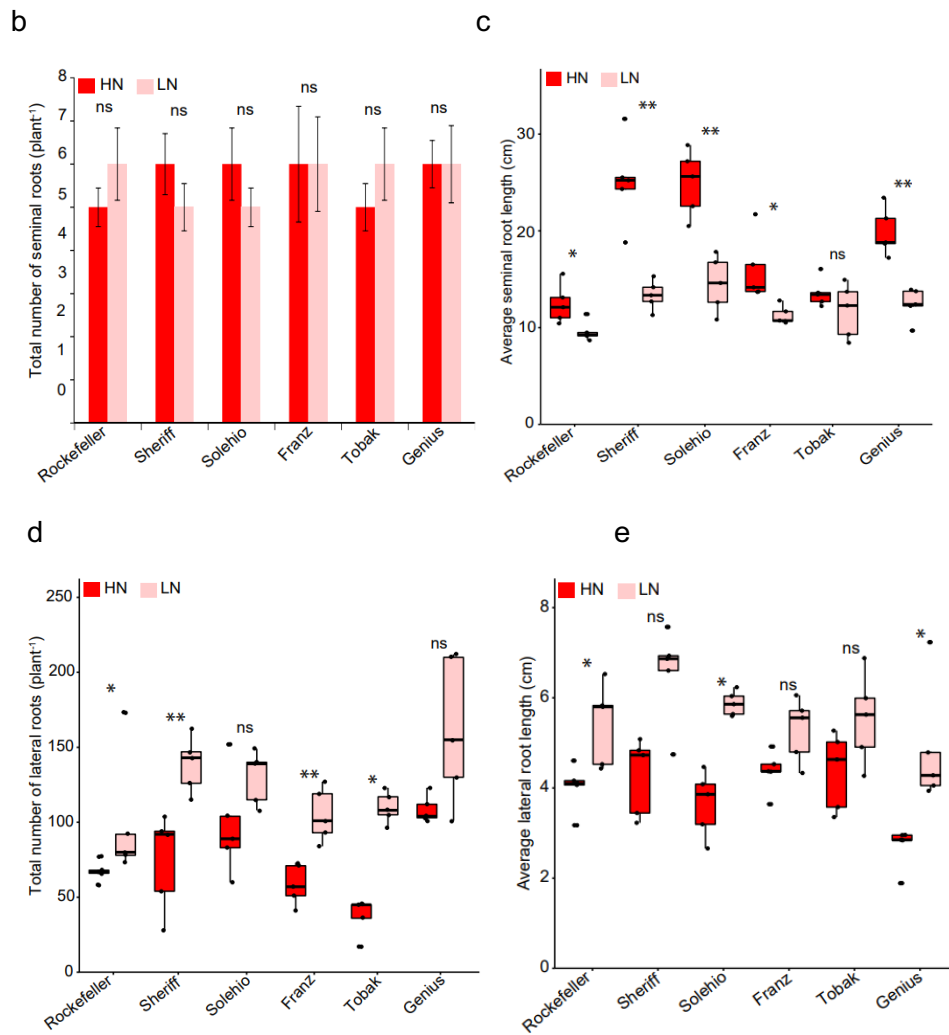 b
HN LN
ns ns ns ns ns ns
Total number of seminal roots (plant⁻¹)
8
7
6
5
4
3
2
1
0
Rockefeller Sheriff Solehio Franz Tobak Genius
c
HN LN
* ** ** * ns **
Average seminal root length (cm)
30
20
10
0
Rockefeller Sheriff Solehio Franz Tobak Genius
d
HN LN
* ** ns ** * ns
Total number of lateral roots (plant⁻¹)
250
200
150
100
50
0
Rockefeller Sheriff Solehio Franz Tobak Genius
e
HN LN
* ns * ns ns *
Average lateral root length (cm)
8
6
4
2
0
Rockefeller Sheriff Solehio Franz Tobak Genius